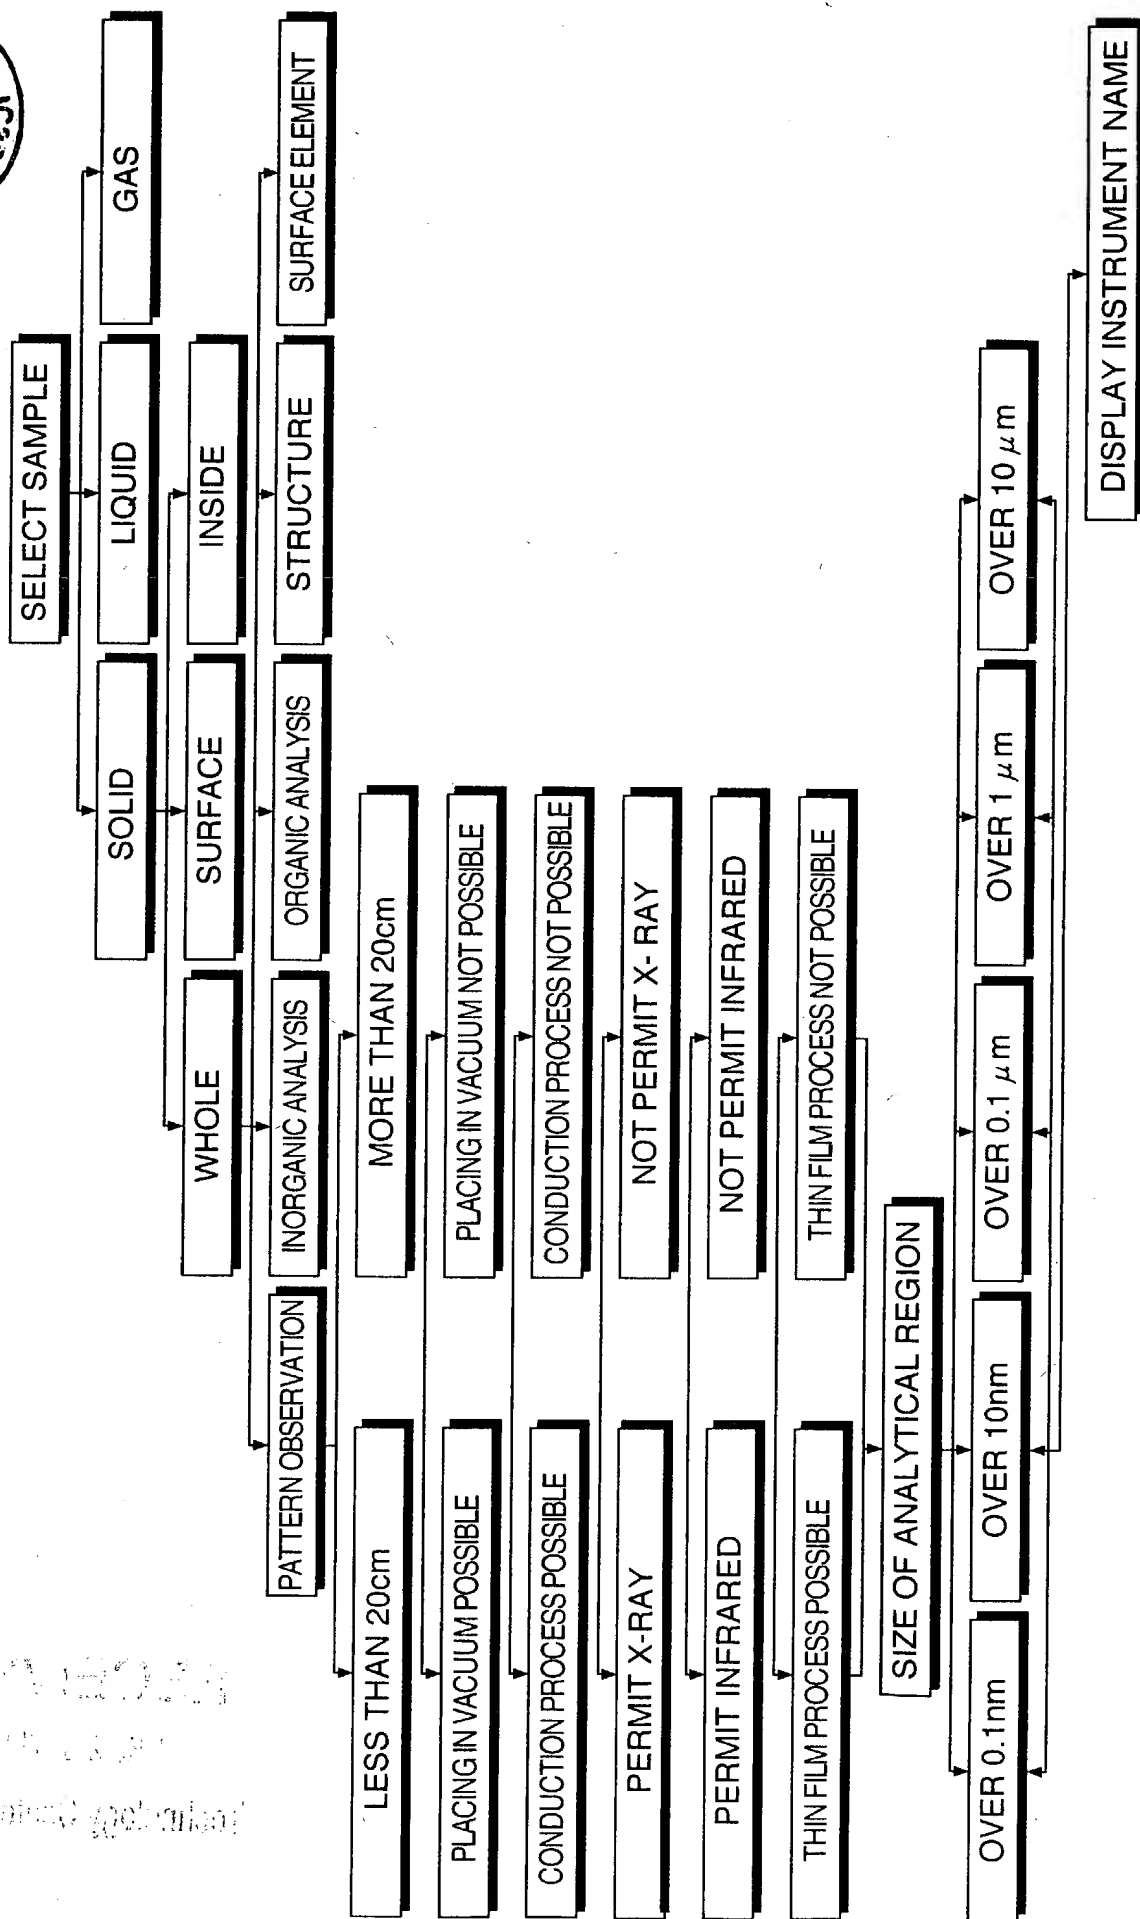 SELECT SAMPLE
SOLID
LIQUID
GAS
WHOLE
SURFACE
INSIDE
PATTERN OBSERVATION
INORGANIC ANALYSIS
ORGANIC ANALYSIS
STRUCTURE
SURFACE ELEMENT
LESS THAN 20cm
MORE THAN 20cm
PLACING IN VACUUM POSSIBLE
PLACING IN VACUUM NOT POSSIBLE
CONDUCTION PROCESS POSSIBLE
CONDUCTION PROCESS NOT POSSIBLE
PERMIT X-RAY
NOT PERMIT X- RAY
PERMIT INFRARED
NOT PERMIT INFRARED
THIN FILM PROCESS POSSIBLE
THIN FILM PROCESS NOT POSSIBLE
SIZE OF ANALYTICAL REGION
OVER 0.1nm
OVER 10nm
OVER 0.1 μm
OVER 1 μm
OVER 10 μm
DISPLAY INSTRUMENT NAME